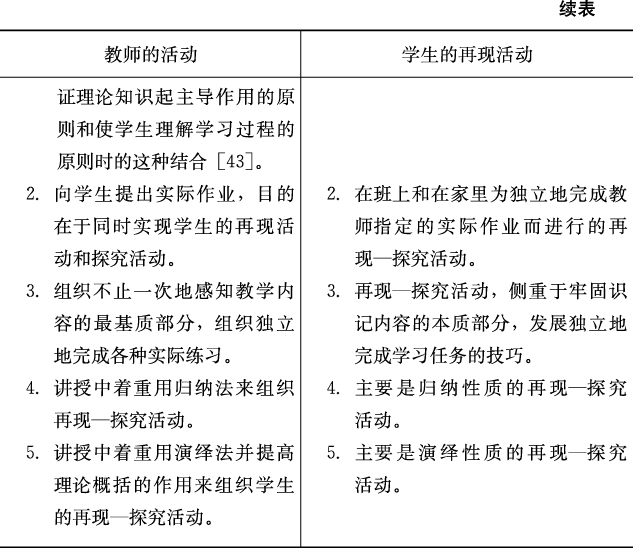 续表
教师的活动
学生的再现活动
证理论知识起主导作用的原
则和使学生理解学习过程的
原则时的这种结合［43］。
2. 向学生提出实际作业，目的
在于同时实现学生的再现活
动和探究活动。
3. 组织不止一次地感知教学内
容的最基质部分，组织独立
地完成各种实际练习。
4. 讲授中着重用归纳法来组织
再现—探究活动。
5. 讲授中着重用演绎法并提高
理论概括的作用来组织学生
的再现—探究活动。
2. 在班上和在家里为独立地完成教
师指定的实际作业而进行的再
现—探究活动。
3. 再现—探究活动，侧重于牢固识
记内容的本质部分，发展独立地
完成学习任务的技巧。
4. 主要是归纳性质的再现—探究
活动。
5. 主要是演绎性质的再现—探究
活动。